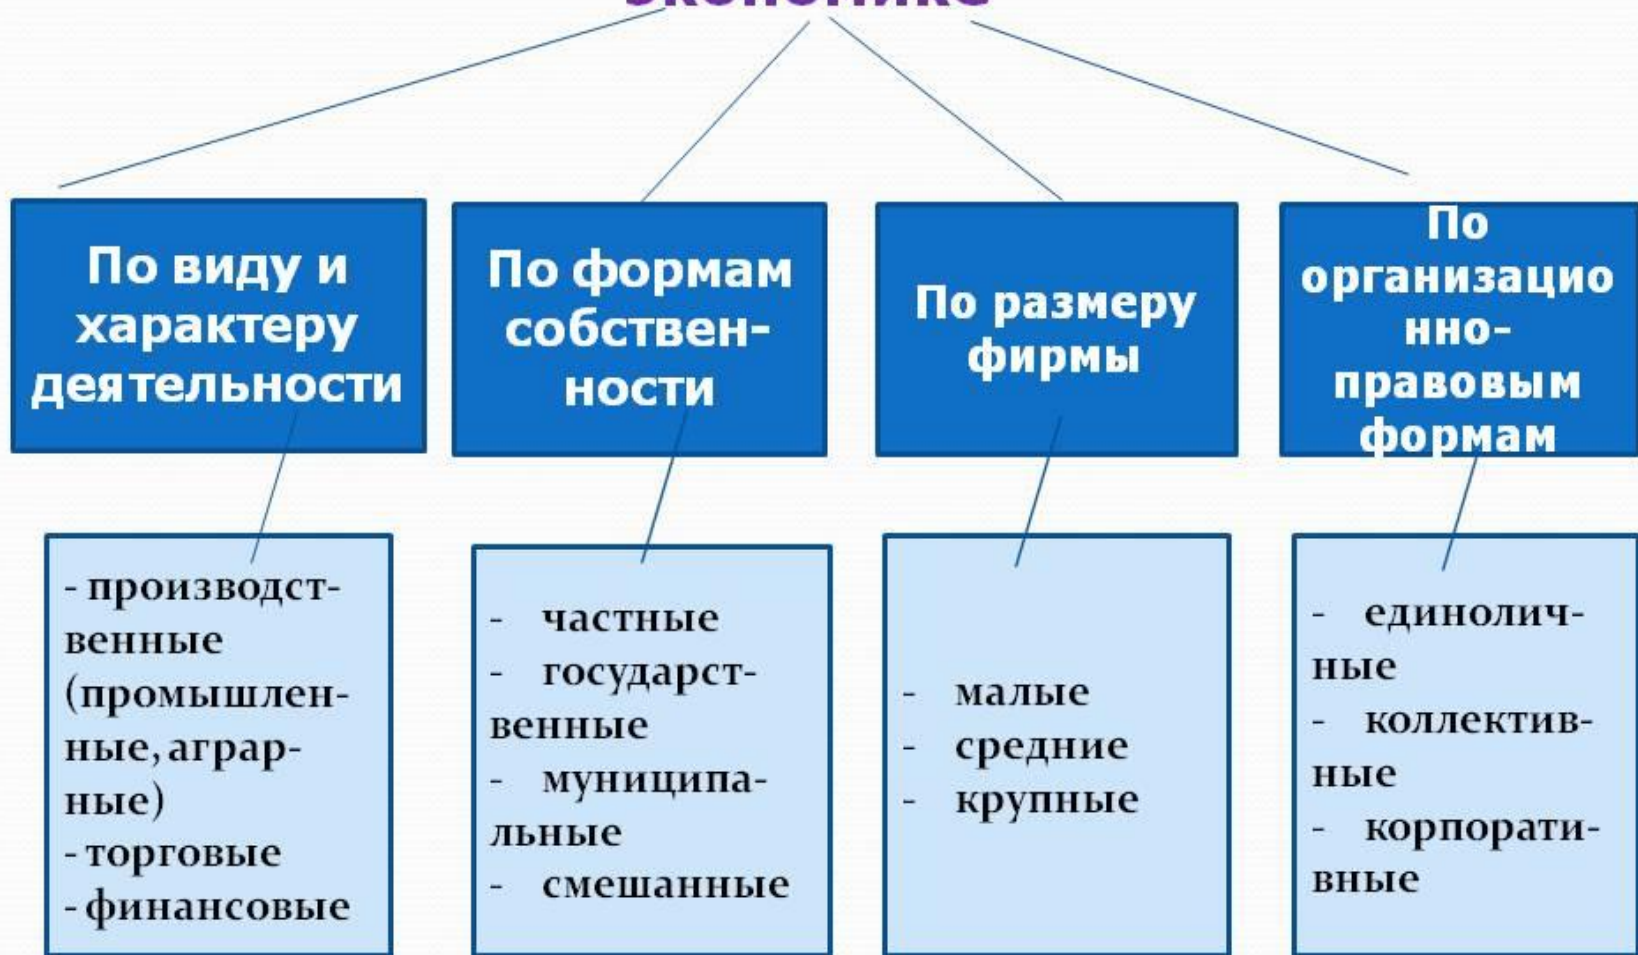 экономике
По виду и
характеру
деятельности
По формам
собствен-
ности
По размеру
фирмы
По
организацио
нно-
правовым
формам
- производст-
венные
(промышлен-
ные, аграр-
ные)
- торговые
- финансовые
- частные
- государст-
венные
- муниципа-
льные
- смешанные
- малые
- средние
- крупные
- единолич-
ные
- коллектив-
ные
- корпорати-
вные